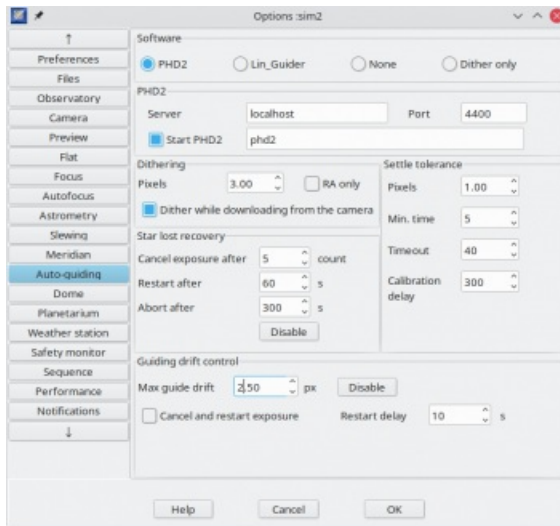 Options :sim2
↑
Preferences
Files
Observatory
Camera
Preview
Flat
Focus
Autofocus
Astrometry
Slewing
Meridian
Auto-guiding
Dome
Planetarium
Weather station
Safety monitor
Sequence
Performance
Notifications
↓
Software
PHD2 Lin_Guider None Dither only
PHD2
Server localhost Port 4400
Start PHD2 phd2
Dithering
Pixels 3.00 RA only
Dither while downloading from the camera
Star lost recovery
Cancel exposure after 5 count
Restart after 60 s
Abort after 300 s
Disable
Settle tolerance
Pixels 1.00
Min. time 5
Timeout 40
Calibration delay 300
Guiding drift control
Max guide drift 2.50 px Disable
Cancel and restart exposure Restart delay 10 s
Help Cancel OK